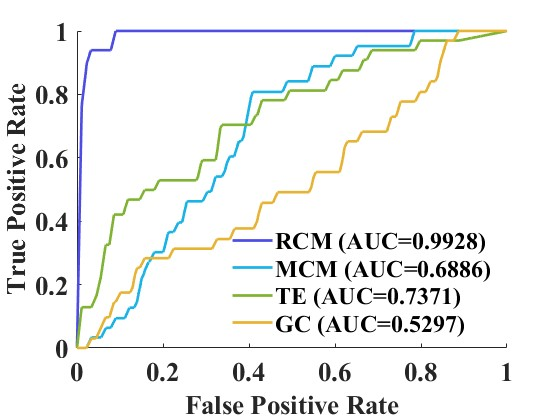 True Positive Rate
1
0.8
0.6
0.4
0.2
0
RCM (AUC=0.9928)
MCM (AUC=0.6886)
TE (AUC=0.7371)
GC (AUC=0.5297)
0 0.2 0.4 0.6 0.8 1
False Positive Rate